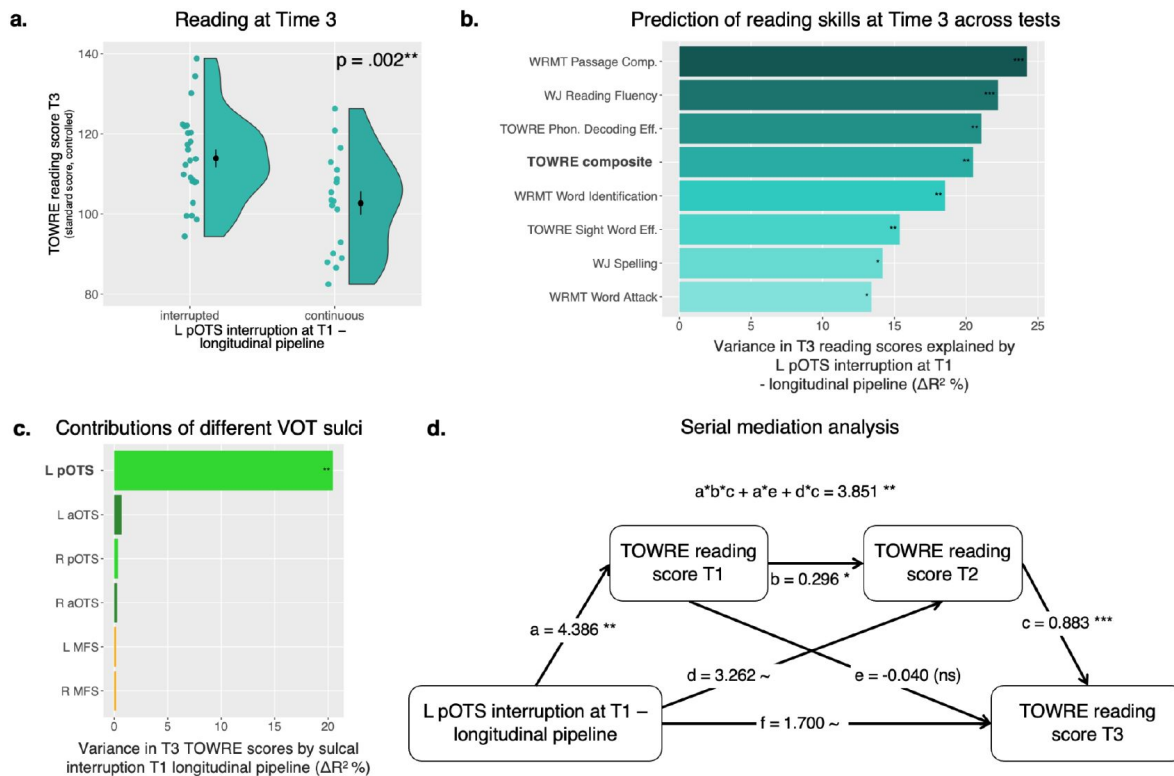 a. Reading at Time 3
p = .002**
140
120
100
80
TOWRE reading score T3
(standard score, controlled)
interrupted continuous
L pOTS interruption at T1 –
longitudinal pipeline
b. Prediction of reading skills at Time 3 across tests
WRMT Passage Comp. ***
WJ Reading Fluency ***
TOWRE Phon. Decoding Eff. **
TOWRE composite **
WRMT Word Identification **
TOWRE Sight Word Eff. **
WJ Spelling *
WRMT Word Attack *
0 5 10 15 20 25
Variance in T3 reading scores explained by
L pOTS interruption at T1
- longitudinal pipeline (ΔR² %)
c. Contributions of different VOT sulci
L pOTS **
L aOTS
R pOTS
R aOTS
L MFS
R MFS
0 5 10 15 20
Variance in T3 TOWRE scores by sulcal
interruption T1 longitudinal pipeline (ΔR² %)
d. Serial mediation analysis
a*b*c + a*e + d*c = 3.851 **
TOWRE reading
score T1
b = 0.296 *
TOWRE reading
score T2
a = 4.386 **
c = 0.883 ***
d = 3.262 ~
e = -0.040 (ns)
L pOTS interruption at T1 –
longitudinal pipeline
f = 1.700 ~
TOWRE reading
score T3